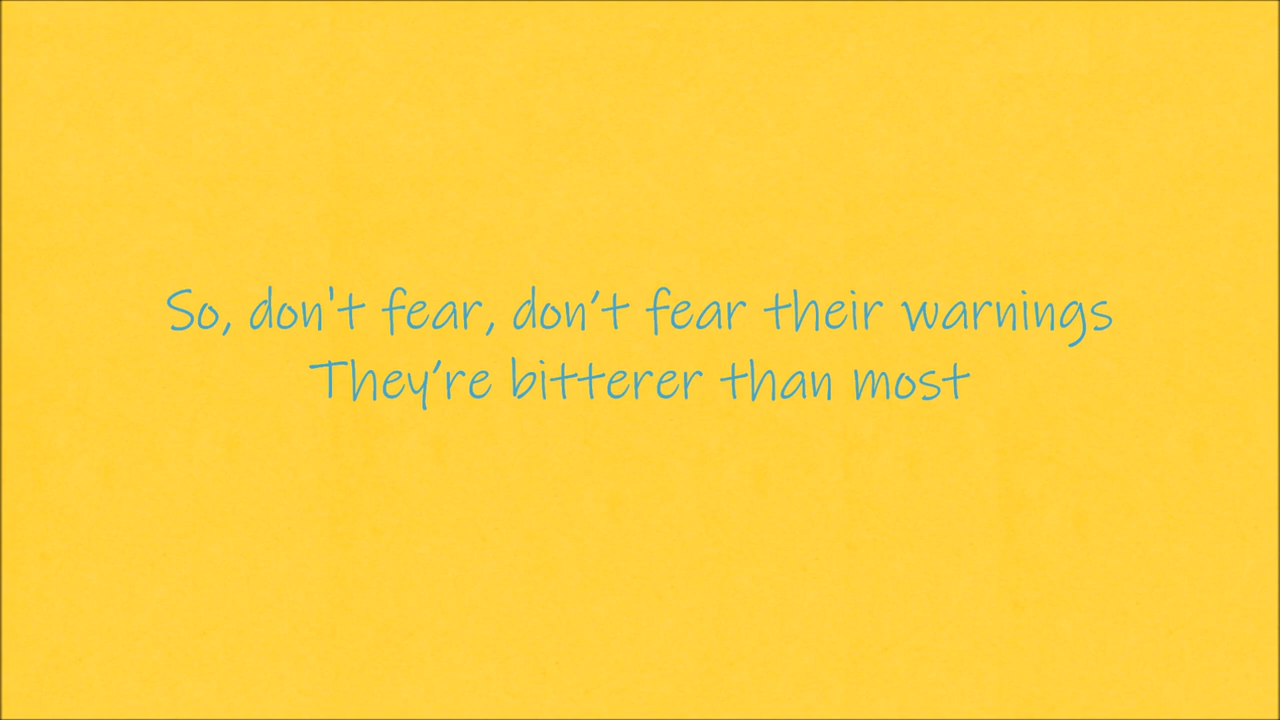 So, don't fear, don’t fear their warnings
They’re bitterer than most